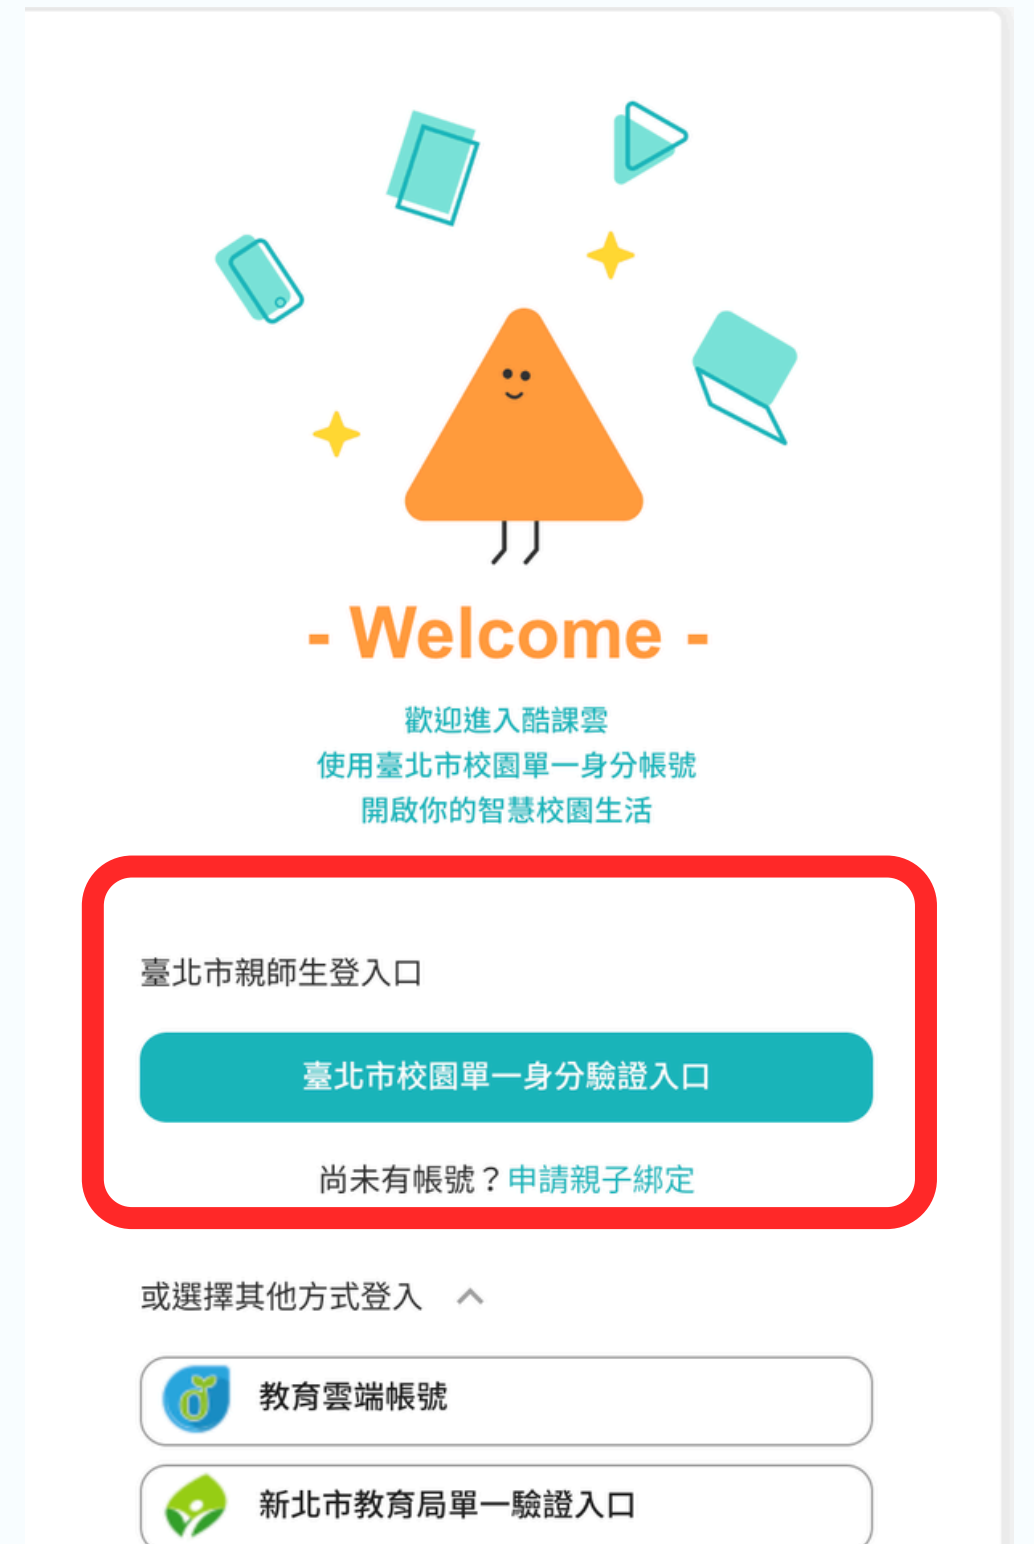 - Welcome -
歡迎進入酷課雲
使用臺北市校園單一身分帳號
開啟你的智慧校園生活
臺北市親師生登入口
臺北市校園單一身分驗證入口
尚未有帳號？申請親子綁定
或選擇其他方式登入
教育雲端帳號
新北市教育局單一驗證入口